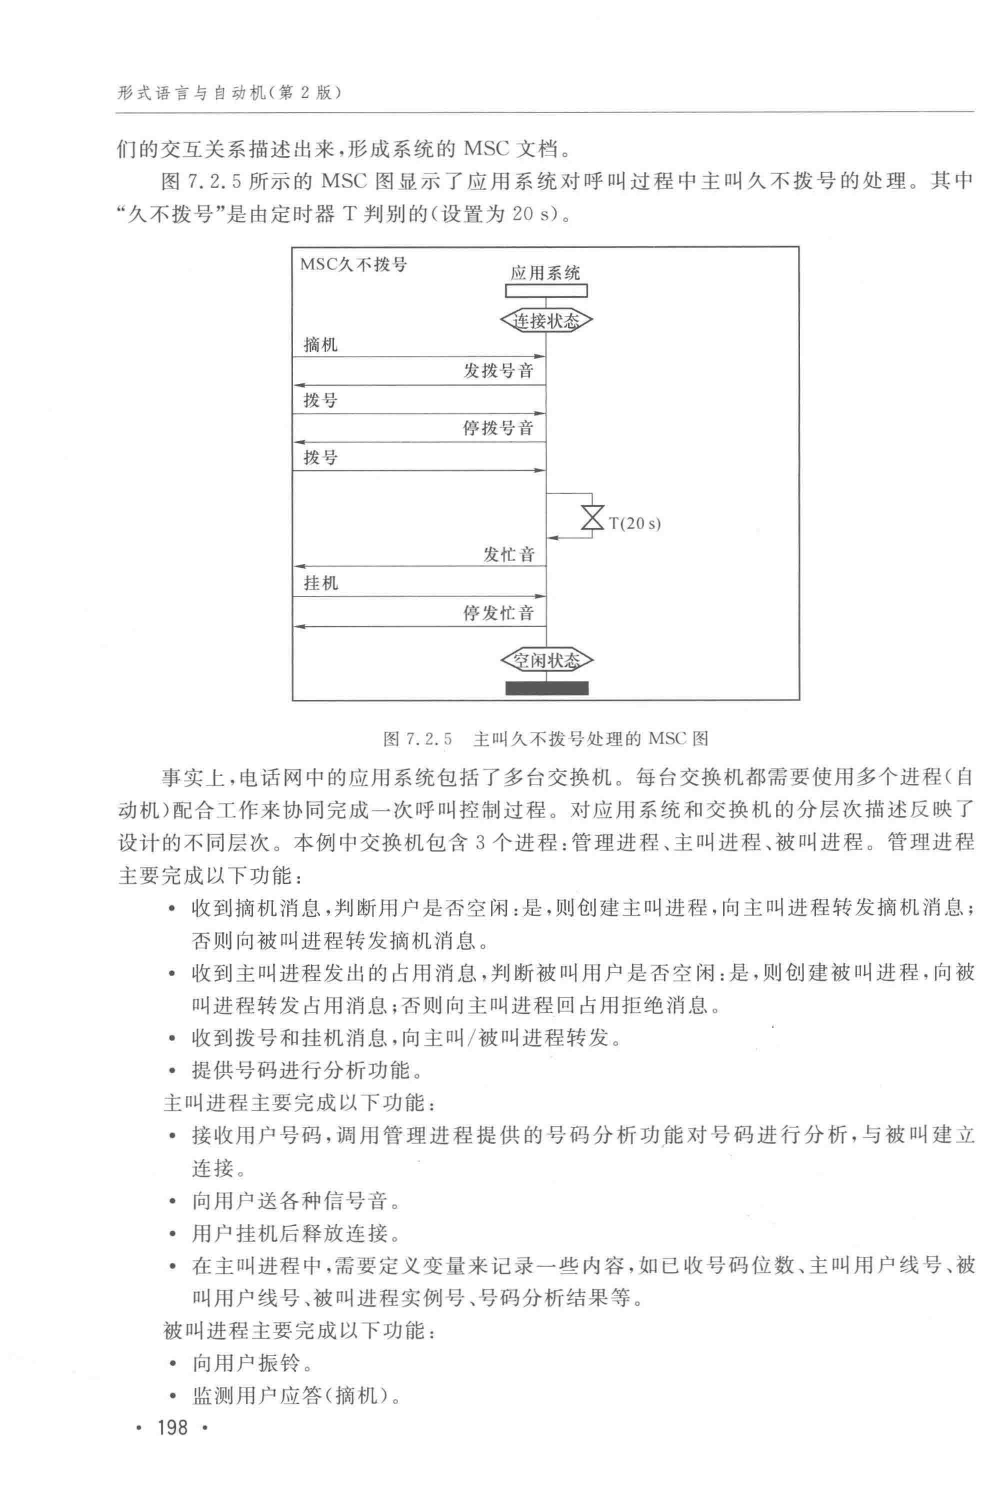 形式语言与自动机(第 2 版)
们的交互关系描述出来,形成系统的 MSC 文档。
图 7.2.5 所示的 MSC 图显示了应用系统对呼叫过程中主叫久不拨号的处理。其中
“久不拨号”是由定时器 T 判别的(设置为 20 s)。
MSC久不拨号
应用系统
连接状态
摘机
发拨号音
拨号
停拨号音
拨号
T(20 s)
发忙音
挂机
停发忙音
空闲状态
图 7.2.5 主叫久不拨号处理的 MSC 图
事实上,电话网中的应用系统包括了多台交换机。每台交换机都需要使用多个进程(自
动机)配合工作来协同完成一次呼叫控制过程。对应用系统和交换机的分层次描述反映了
设计的不同层次。本例中交换机包含 3 个进程:管理进程、主叫进程、被叫进程。管理进程
主要完成以下功能:
• 收到摘机消息,判断用户是否空闲:是,则创建主叫进程,向主叫进程转发摘机消息;
否则向被叫进程转发摘机消息。
• 收到主叫进程发出的占用消息,判断被叫用户是否空闲:是,则创建被叫进程,向被
叫进程转发占用消息;否则向主叫进程回占用拒绝消息。
• 收到拨号和挂机消息,向主叫/被叫进程转发。
• 提供号码进行分析功能。
主叫进程主要完成以下功能:
• 接收用户号码,调用管理进程提供的号码分析功能对号码进行分析,与被叫建立
连接。
• 向用户送各种信号音。
• 用户挂机后释放连接。
• 在主叫进程中,需要定义变量来记录一些内容,如已收号码位数、主叫用户线号、被
叫用户线号、被叫进程实例号、号码分析结果等。
被叫进程主要完成以下功能:
• 向用户振铃。
• 监测用户应答(摘机)。
• 198 •